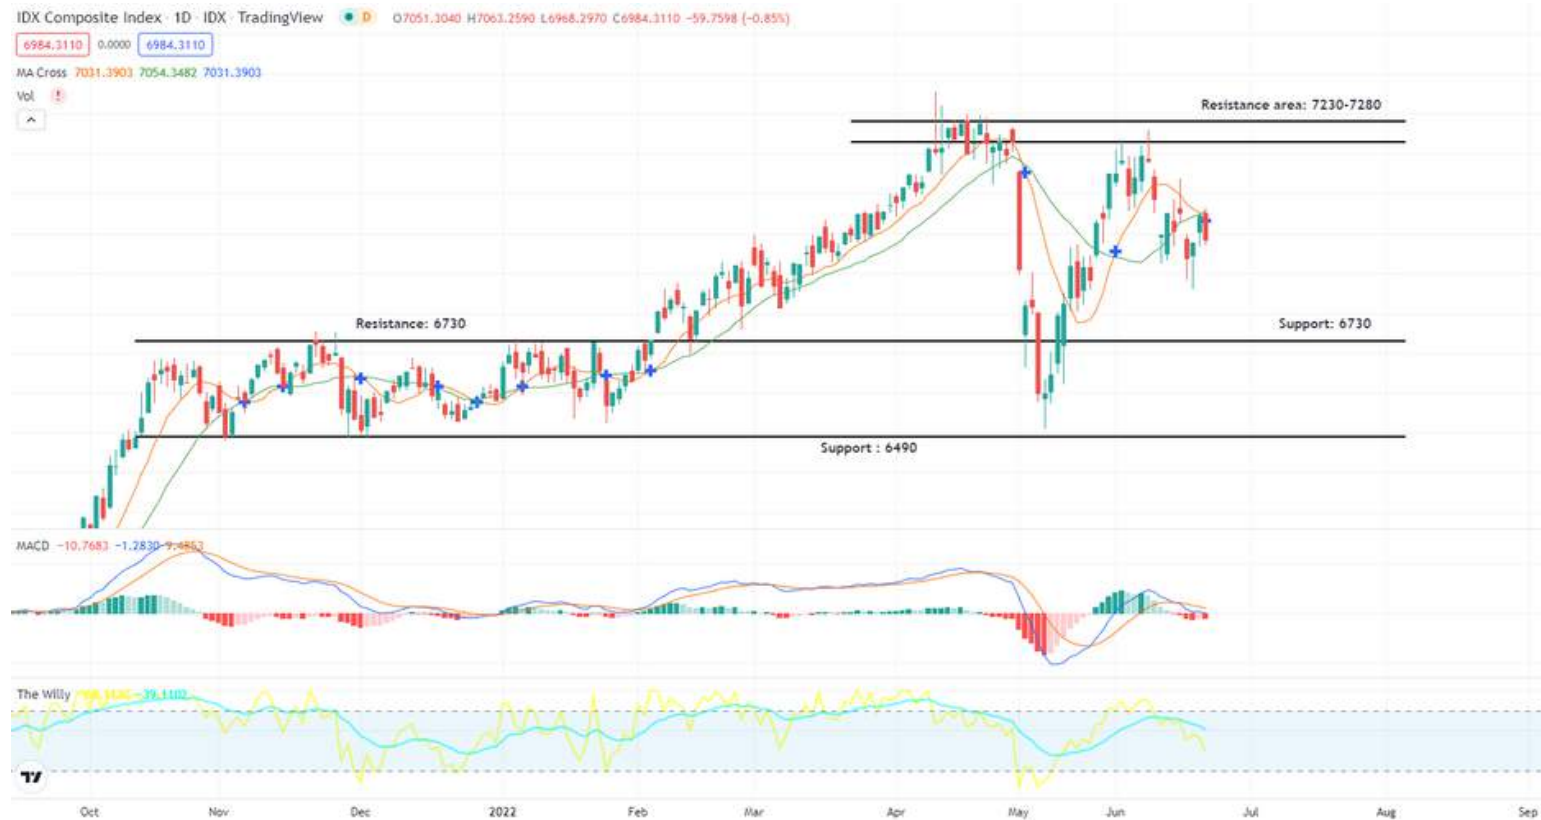 IDX Composite Index · 1D · IDX · TradingView D O7051.3040 H7063.2590 L6968.2970 C6984.3110 −59.7598 (−0.85%)
6984.3110 0.0000 6984.3110
MA Cross 7031.3903 7054.3482 7031.3903
Vol !
Resistance area: 7230-7280
Resistance: 6730
Support: 6730
Support : 6490
MACD −10.7683 −1.2830
The Willy −39.1102
Oct Nov Dec 2022 Feb Mar Apr May Jun Jul Aug Sep